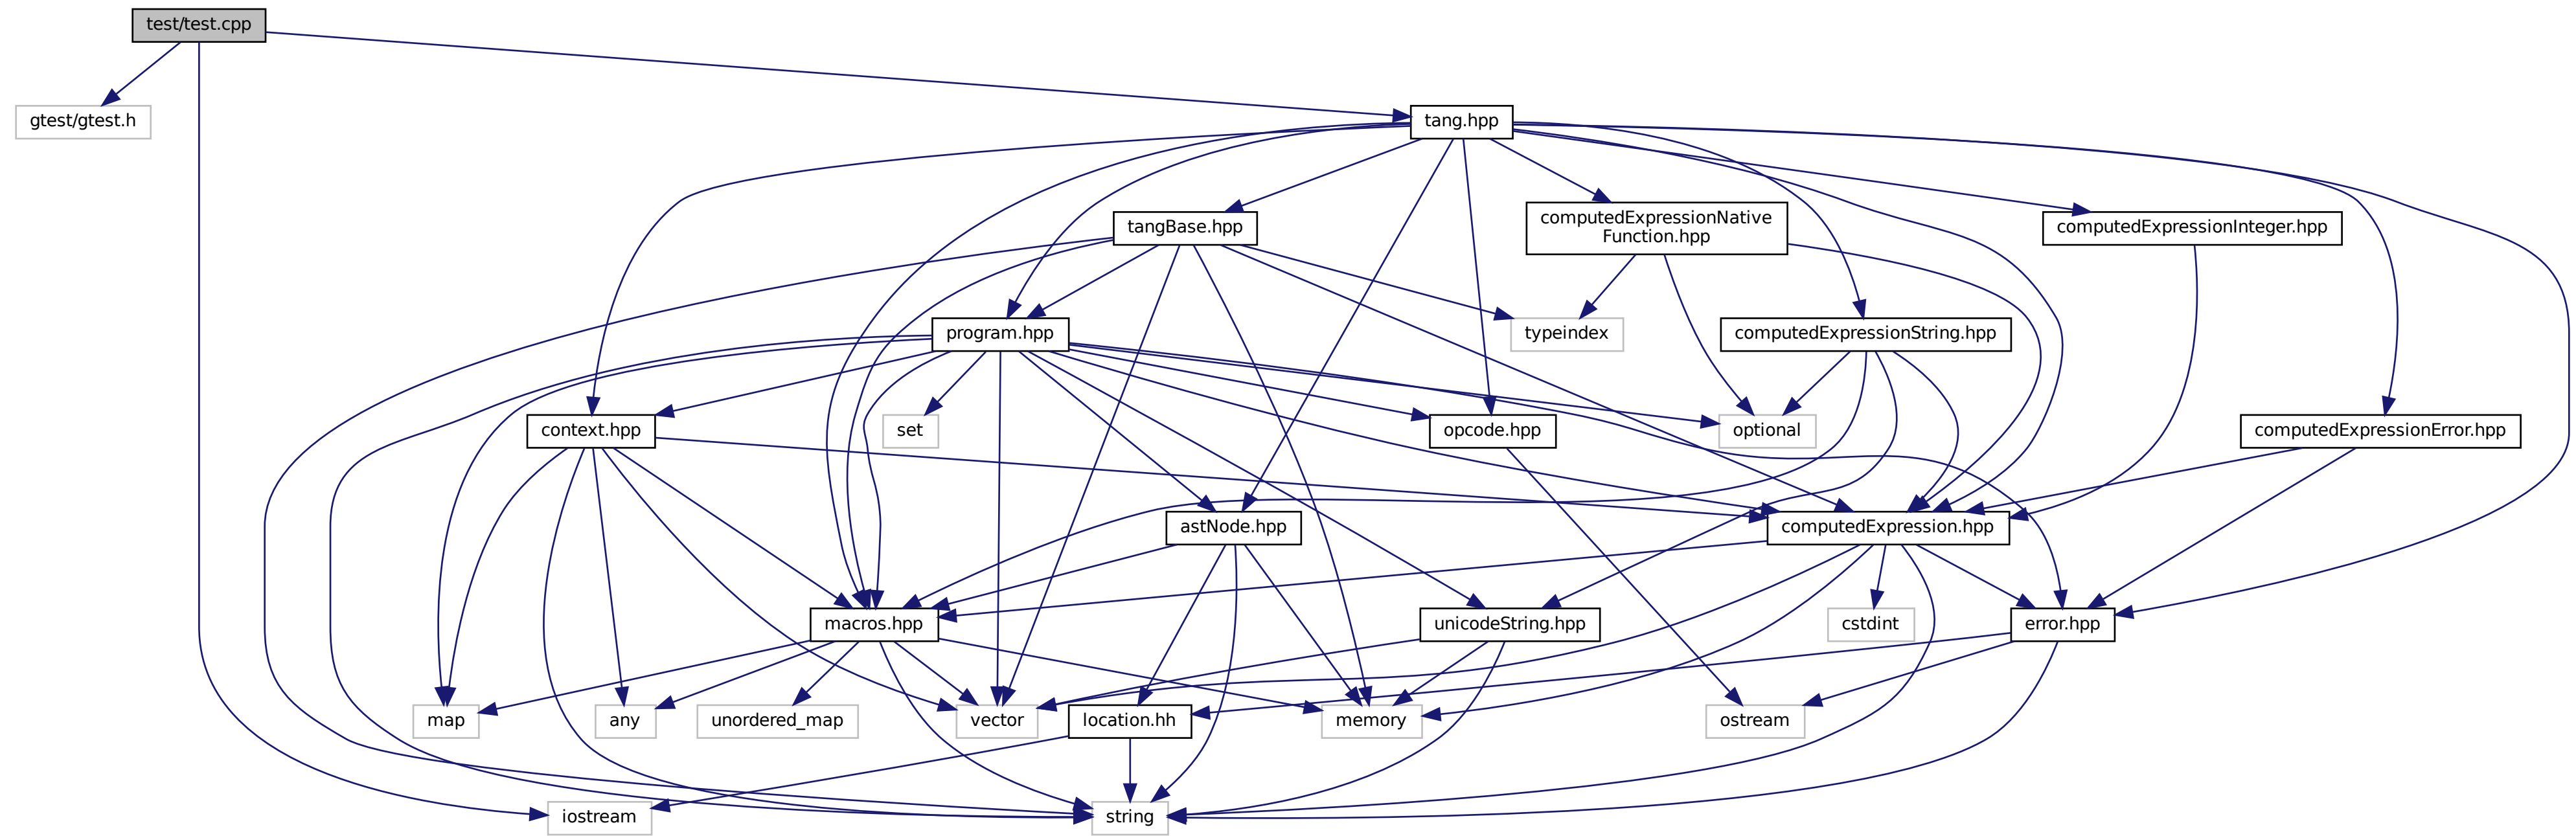 test/test.cpp
gtest/gtest.h
tang.hpp
tangBase.hpp
computedExpressionNative
Function.hpp
computedExpressionInteger.hpp
program.hpp
typeindex
computedExpressionString.hpp
context.hpp
set
opcode.hpp
optional
computedExpressionError.hpp
astNode.hpp
computedExpression.hpp
macros.hpp
unicodeString.hpp
cstdint
error.hpp
map
any
unordered_map
vector
location.hh
memory
ostream
iostream
string